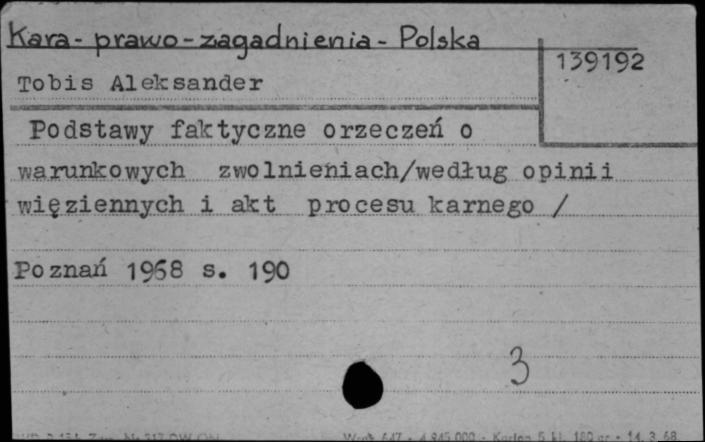 Kara - prawo - zagadnienia - Polska
139192
Tobis Aleksander
Podstawy faktyczne orzeczeń o
warunkowych zwolnieniach/według opinii
więziennych i akt procesu karnego /
Poznań 1968 s. 190
3